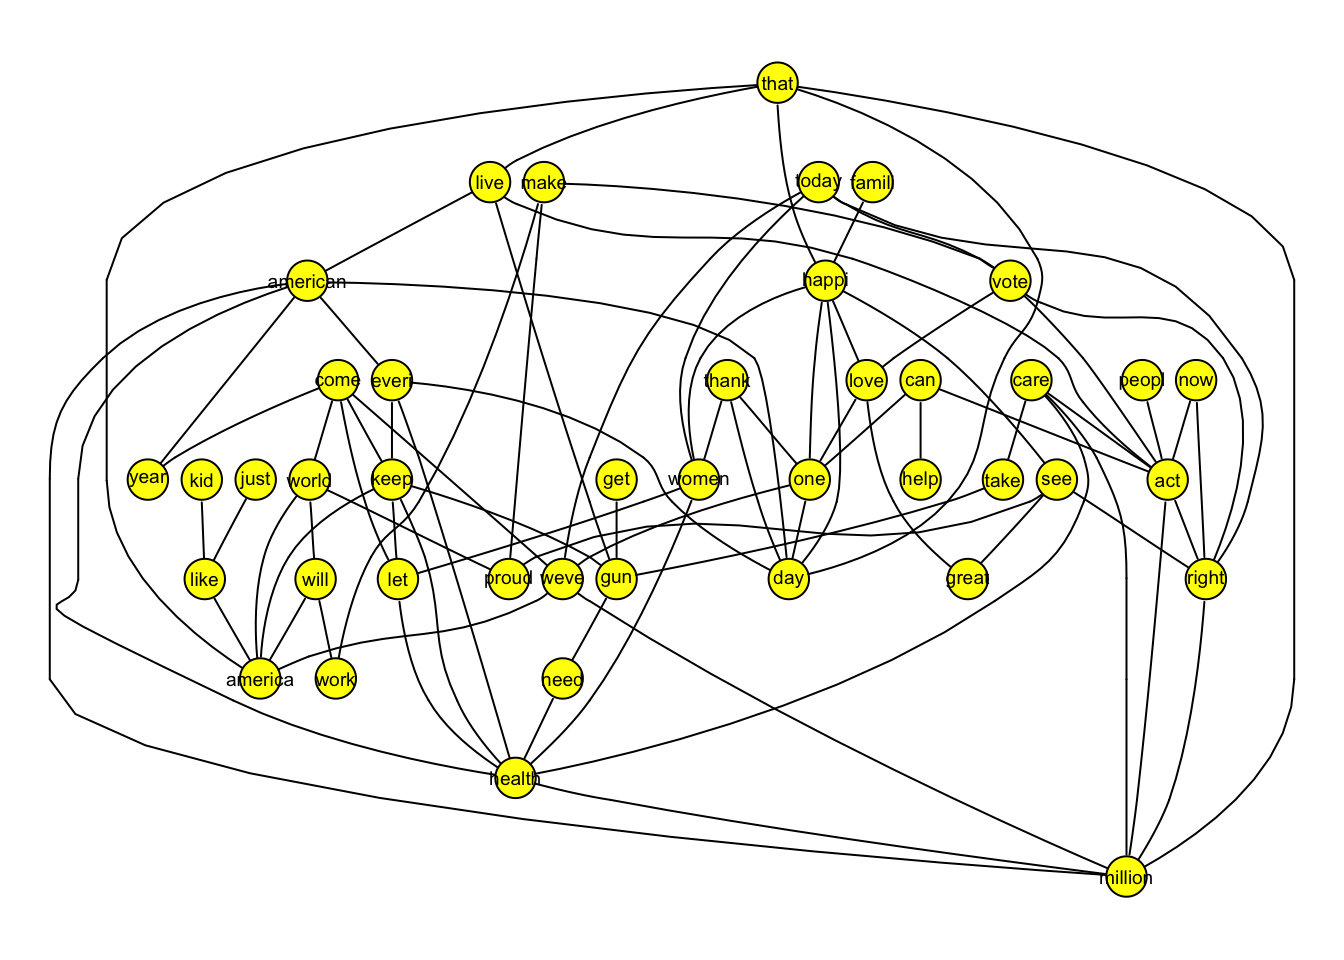 that
live make today famili
american happi vote
come everi thank love can care peopl now
year kid just world keep get women one help take see act
like will let proud weve gun day great right
america work need
health
million